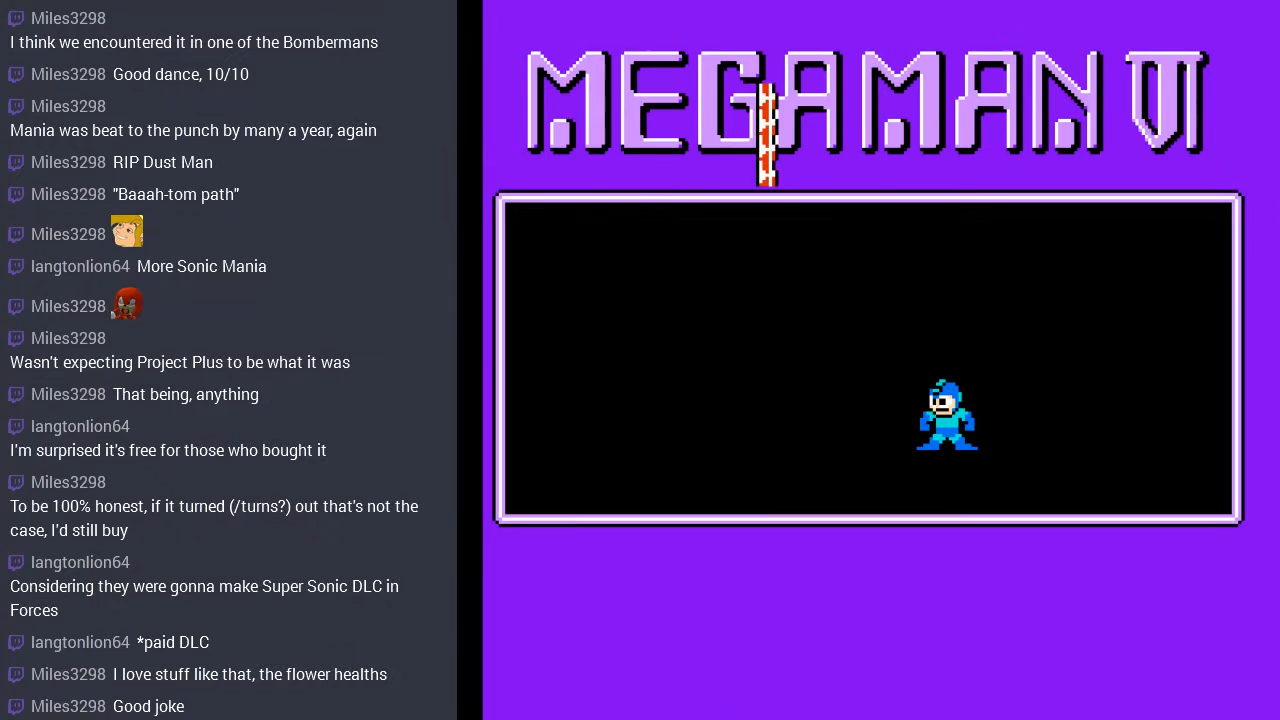 Miles3298
I think we encountered it in one of the Bombermans
Miles3298 Good dance, 10/10
Miles3298
Mania was beat to the punch by many a year, again
Miles3298 RIP Dust Man
Miles3298 "Baaah-tom path"
Miles3298
langtonlion64 More Sonic Mania
Miles3298
Miles3298
Wasn't expecting Project Plus to be what it was
Miles3298 That being, anything
langtonlion64
I'm surprised it's free for those who bought it
Miles3298
To be 100% honest, if it turned (/turns?) out that's not the
case, I'd still buy
langtonlion64
Considering they were gonna make Super Sonic DLC in
Forces
langtonlion64 *paid DLC
Miles3298 I love stuff like that, the flower healths
Miles3298 Good joke
MEGAMAN VI